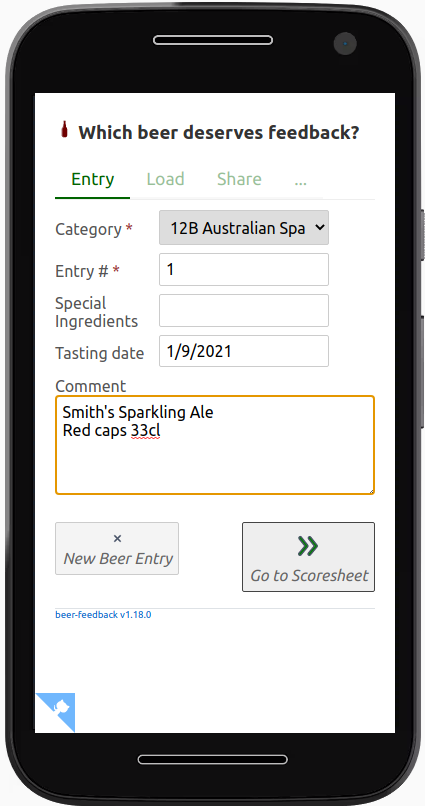 Which beer deserves feedback?
Entry Load Share ...
Category * 12B Australian Spa
Entry # * 1
Special
Ingredients
Tasting date 1/9/2021
Comment
Smith's Sparkling Ale
Red caps 33cl
×
New Beer Entry
»
Go to Scoresheet
beer-feedback v1.18.0